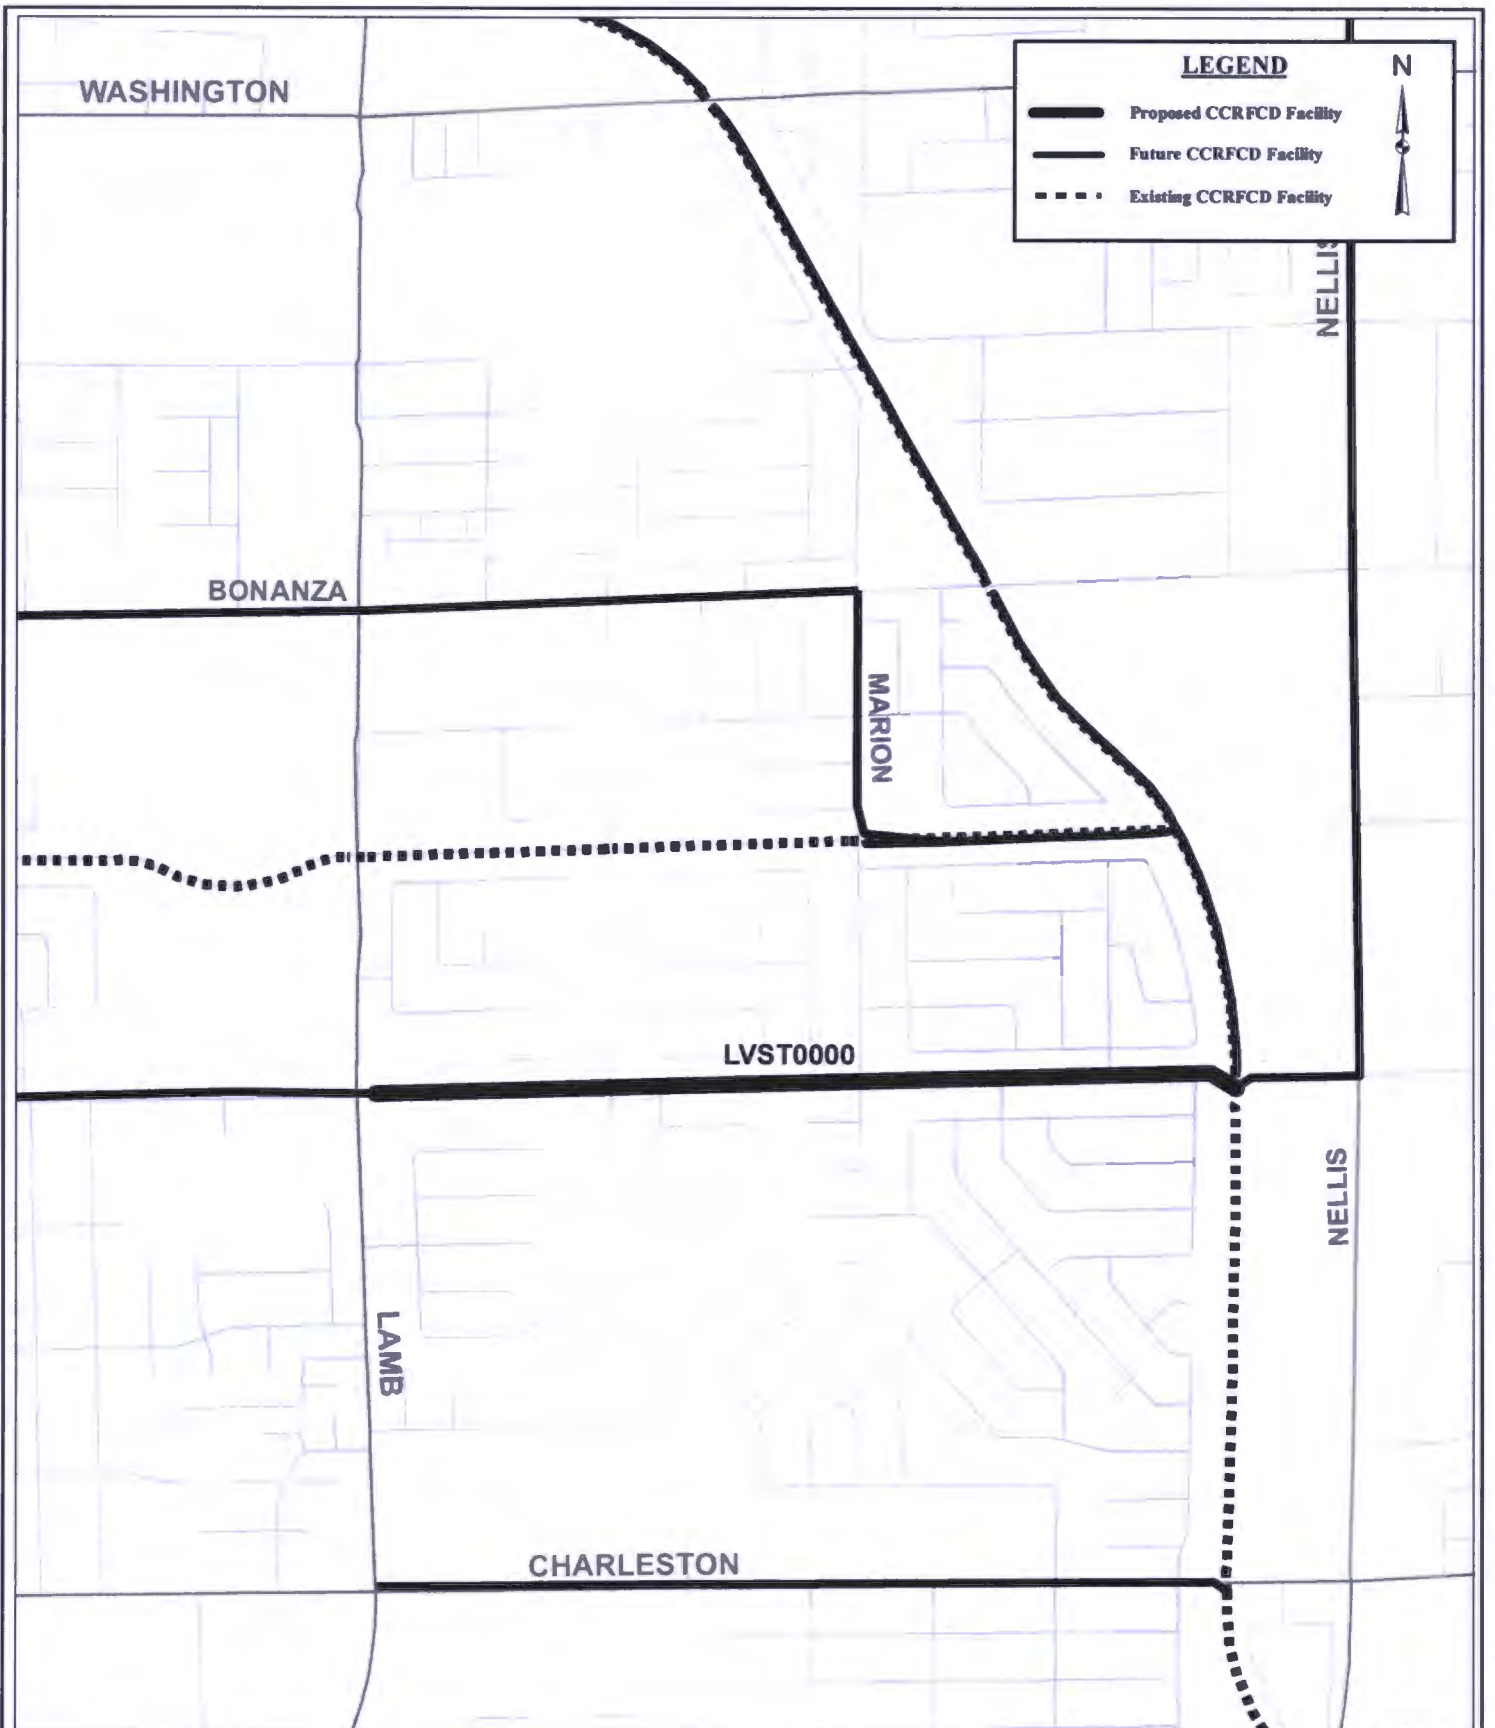 WASHINGTON
LEGEND
N
Proposed CCRFCD Facility
Future CCRFCD Facility
Existing CCRFCD Facility
NELLIS
BONANZA
MARION
LVST0000
NELLIS
LAMB
CHARLESTON